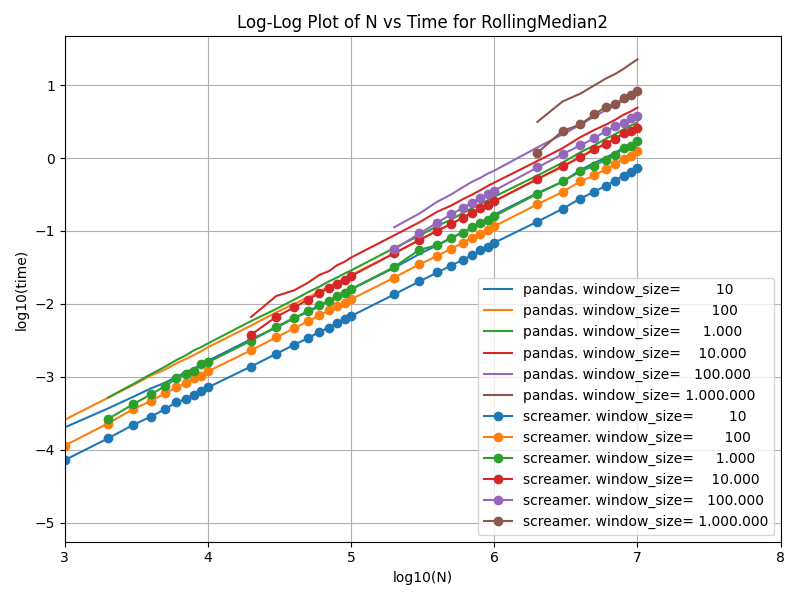 Log-Log Plot of N vs Time for RollingMedian2
1
0
−1
−2
−3
−4
−5
log10(time)
3
4
5
6
7
8
log10(N)
pandas. window_size= 10
pandas. window_size= 100
pandas. window_size= 1.000
pandas. window_size= 10.000
pandas. window_size= 100.000
pandas. window_size= 1.000.000
screamer. window_size= 10
screamer. window_size= 100
screamer. window_size= 1.000
screamer. window_size= 10.000
screamer. window_size= 100.000
screamer. window_size= 1.000.000